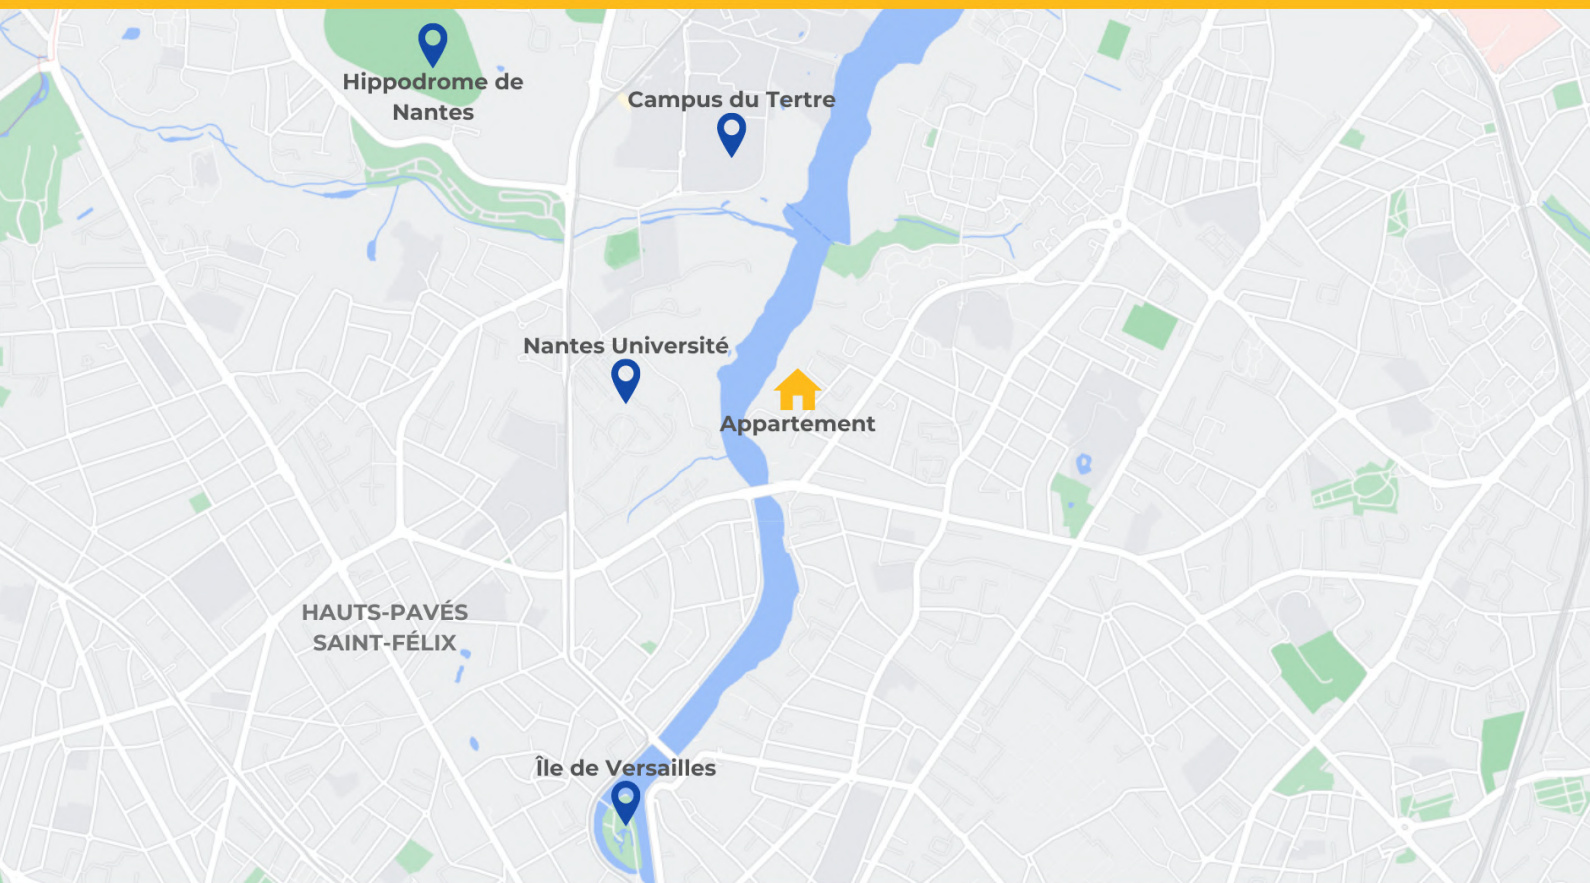 Hippodrome de
Nantes
Campus du Tertre
Nantes Université
Appartement
HAUTS-PAVÉS
SAINT-FÉLIX
Île de Versailles